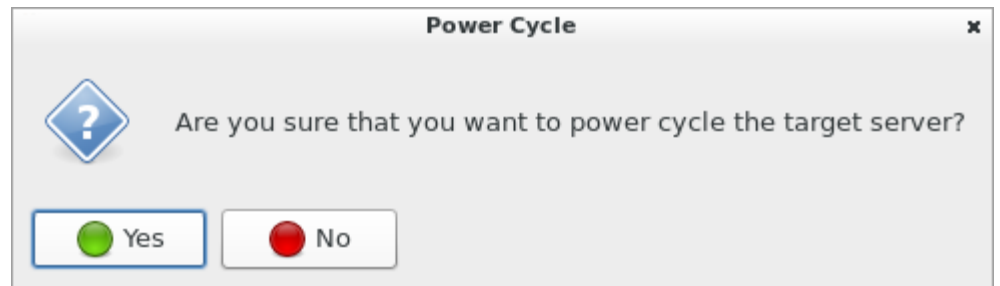 Power Cycle
Are you sure that you want to power cycle the target server?
Yes
No